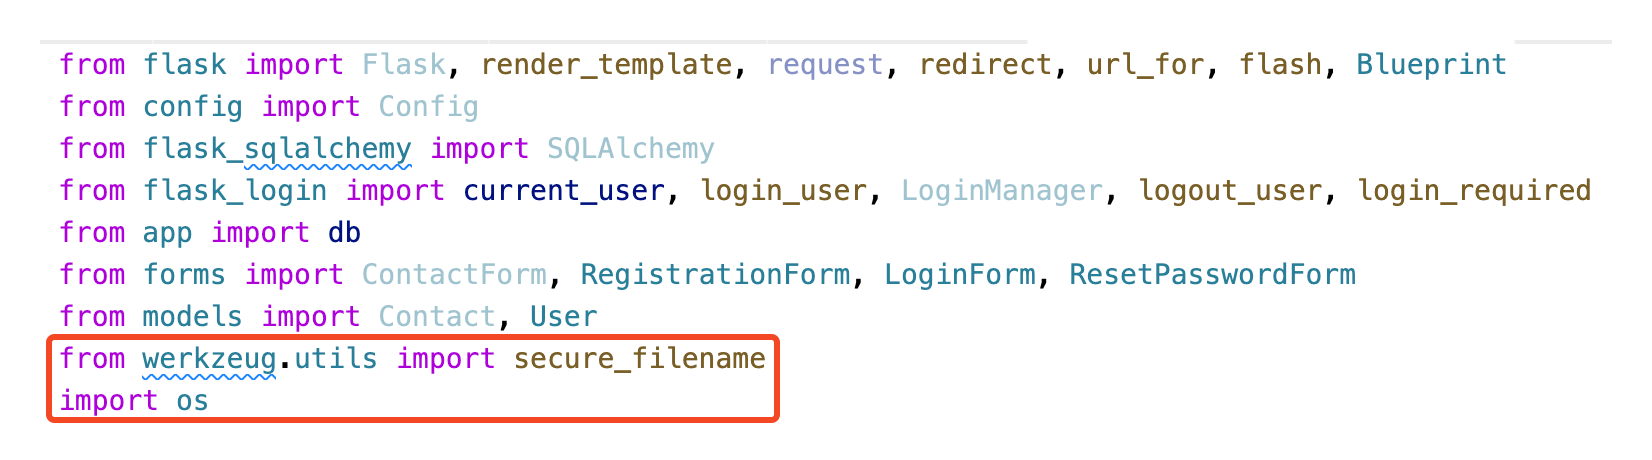 from flask import Flask, render_template, request, redirect, url_for, flash, Blueprint
from config import Config
from flask_sqlalchemy import SQLAlchemy
from flask_login import current_user, login_user, LoginManager, logout_user, login_required
from app import db
from forms import ContactForm, RegistrationForm, LoginForm, ResetPasswordForm
from models import Contact, User
from werkzeug.utils import secure_filename
import os